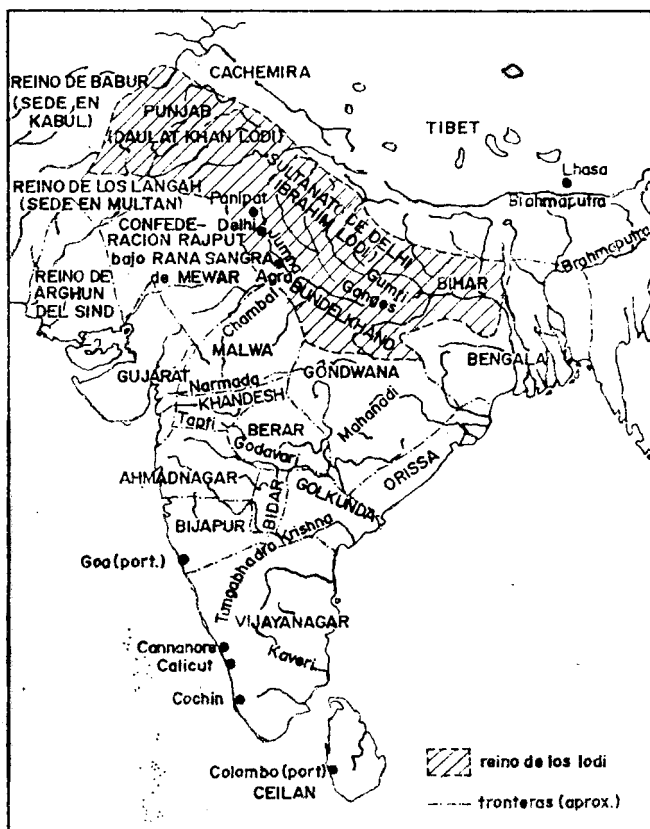 REINO DE BABUR
(SEDE EN
KABUL)
CACHEMIRA
PUNJAB
(DAULAT KHAN LODI)
TIBET
Lhasa
Brahmaputra
Brahmaputra
SULTANATO DE DELHI
(IBRAHIM LODI)
REINO DE LOS LANGAH
(SEDE EN MULTAN)
Panipat
CONFEDE-
RACION RAJPUT
bajo RANA SANGRA
de MEWAR
Delhi
Jumna
Agra
REINO DE
ARGHUN
DEL SIND
Gumti
Ganges
BIHAR
BUNDELKHAND
Chambal
MALWA
BENGALA
GUJARAT
GONDWANA
Narmada
KHANDESH
Tapti
BERAR
Mahanadi
Godavari
ORISSA
AHMADNAGAR
GOLKUNDA
BIDAR
BIJAPUR
Goa (port.)
Tungabhadra Krishna
VIJAYANAGAR
Cannanore
Calicut
Kaveri
Cochin
Colombo (port)
CEILAN
reino de los lodi
tronteras (aprox.)